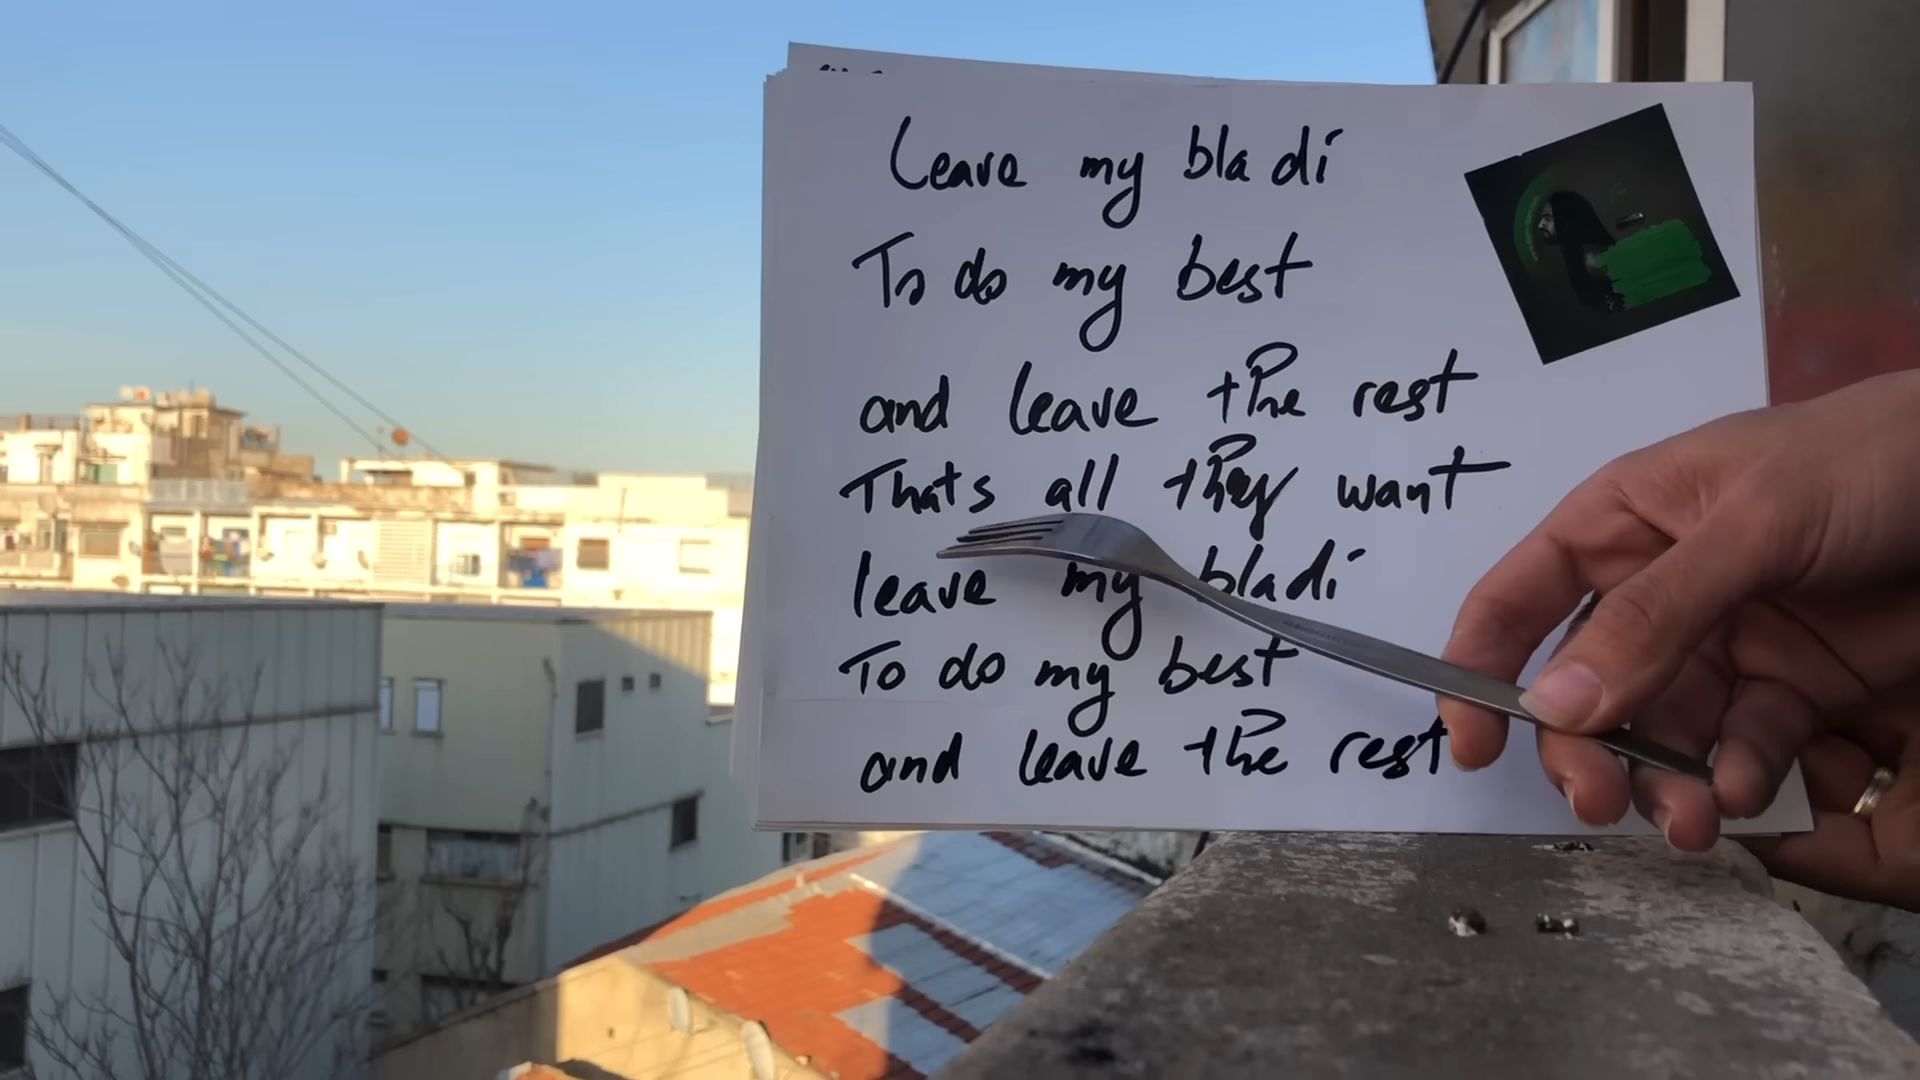 Leave my bladi
To do my best
and leave the rest
Thats all they want
leave my bladi
To do my best
and leave the rest